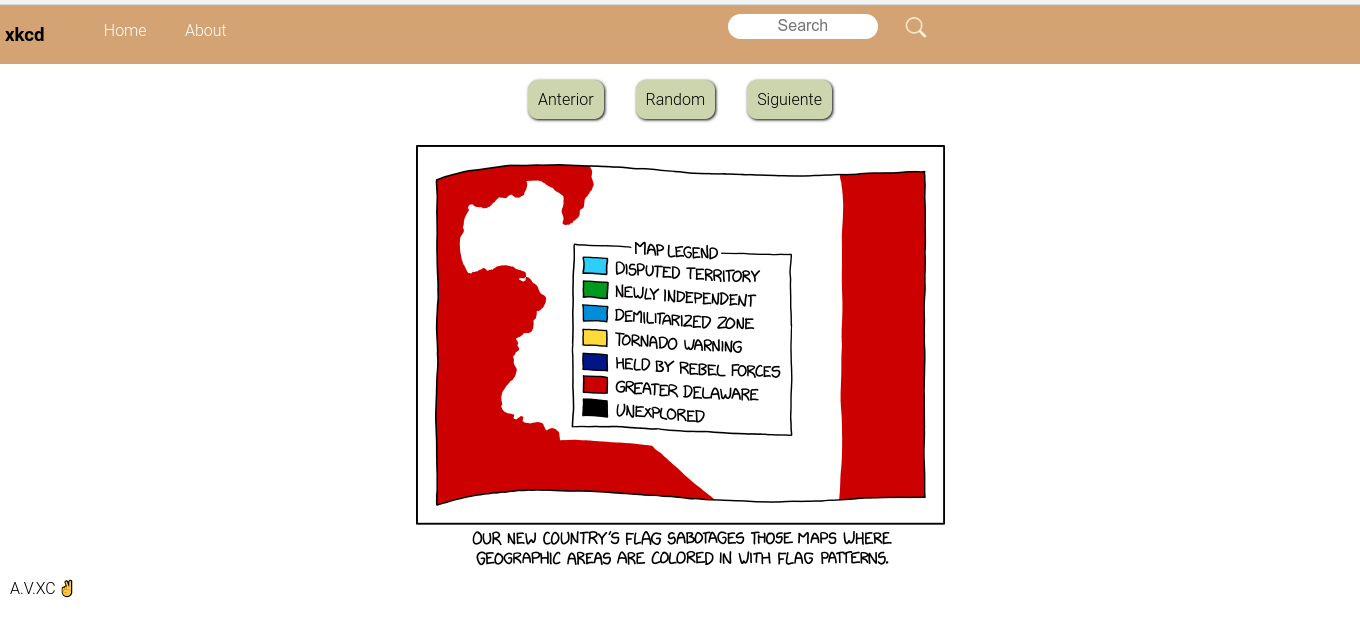 xkcd Home About Search
Anterior Random Siguiente
MAP LEGEND
DISPUTED TERRITORY
NEWLY INDEPENDENT
DEMILITARIZED ZONE
TORNADO WARNING
HELD BY REBEL FORCES
GREATER DELAWARE
UNEXPLORED
OUR NEW COUNTRY'S FLAG SABOTAGES THOSE MAPS WHERE
GEOGRAPHIC AREAS ARE COLORED IN WITH FLAG PATTERNS.
A.V.XC ✌